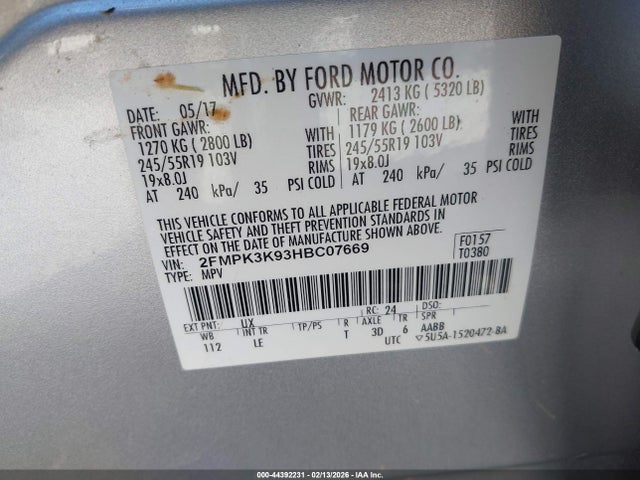 MFD. BY FORD MOTOR CO.
DATE: 05/17 GVWR: 2413 KG ( 5320 LB)
FRONT GAWR: REAR GAWR:
1270 KG ( 2800 LB) WITH 1179 KG ( 2600 LB) WITH
245/55R19 103V TIRES 245/55R19 103V TIRES
19x8.0J RIMS 19x8.0J RIMS
AT 240 kPa/ 35 PSI COLD AT 240 kPa/ 35 PSI COLD
THIS VEHICLE CONFORMS TO ALL APPLICABLE FEDERAL MOTOR
VEHICLE SAFETY AND THEFT PREVENTION STANDARDS IN
EFFECT ON THE DATE OF MANUFACTURE SHOWN ABOVE.
VIN: 2FMPK3K93HBC07669 F0157
TYPE: MPV T0380
RC: 24 DSO:
EXT PNT: UX
WB INT TR TP/PS R AXLE TR SPR
112 LE T 3D 6 AABB
UTC ▽5U5A-1520472-BA
000-44392231 - 02/13/2026 - COPART